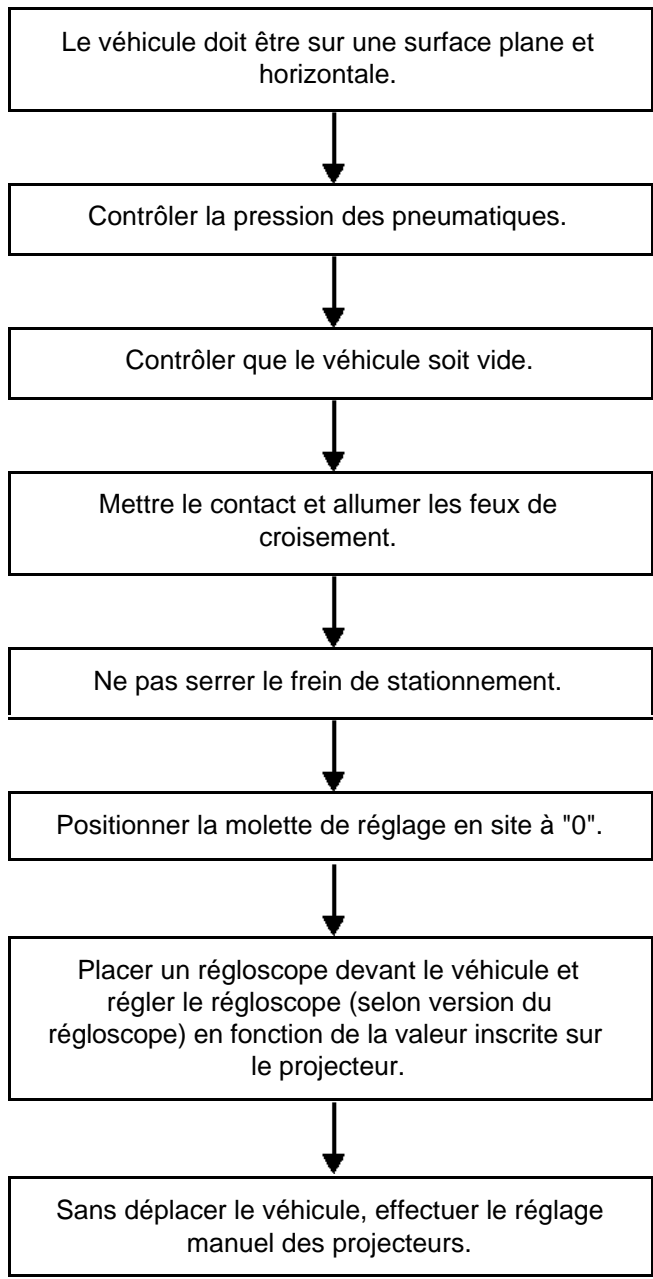 Le véhicule doit être sur une surface plane et
horizontale.
Contrôler la pression des pneumatiques.
Contrôler que le véhicule soit vide.
Mettre le contact et allumer les feux de
croisement.
Ne pas serrer le frein de stationnement.
Positionner la molette de réglage en site à "0".
Placer un régloscope devant le véhicule et
régler le régloscope (selon version du
régloscope) en fonction de la valeur inscrite sur
le projecteur.
Sans déplacer le véhicule, effectuer le réglage
manuel des projecteurs.